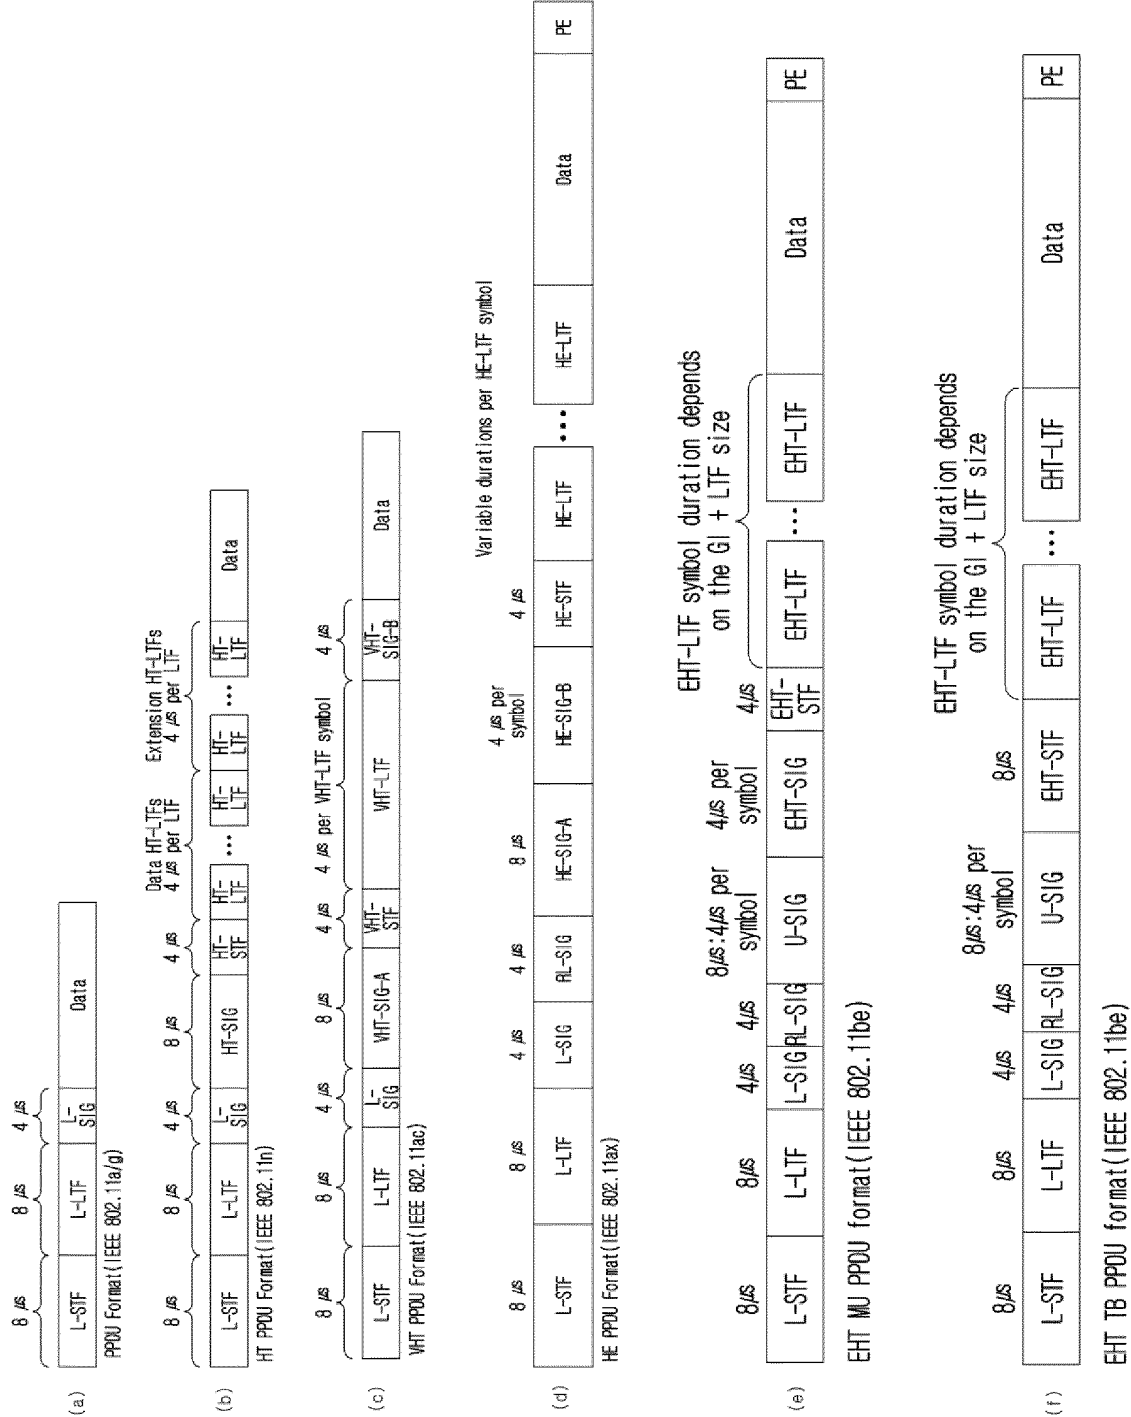 (a)
8 ㎲
8 ㎲
4 ㎲
L-STF
L-LTF
L-
SIG
Data
PPDU Format(IEEE 802.11a/g)
(b)
Data HT-LTFs
4 ㎲ per LTF
Extension HT-LTFs
4 ㎲ per LTF
8 ㎲
8 ㎲
4 ㎲
8 ㎲
4 ㎲
L-STF
L-LTF
L-
SIG
HT-SIG
HT-
STF
HT-
LTF
...
HT-
LTF
HT-
LTF
...
HT-
LTF
Data
HT PPDU Format(IEEE 802.11n)
(c)
8 ㎲
8 ㎲
4 ㎲
8 ㎲
4 ㎲
4 ㎲ per VHT-LTF symbol
4 ㎲
L-STF
L-LTF
L-
SIG
VHT-SIG-A
VHT-
STF
VHT-LTF
VHT-
SIG-B
Data
VHT PPDU Format(IEEE 802.11ac)
(d)
Variable durations per HE-LTF symbol
8 ㎲
8 ㎲
4 ㎲
4 ㎲
8 ㎲
4 ㎲ per
symbol
4 ㎲
L-STF
L-LTF
L-SIG
RL-SIG
HE-SIG-A
HE-SIG-B
HE-STF
HE-LTF
...
HE-LTF
Data
PE
HE PPDU Format(IEEE 802.11ax)
(e)
EHT-LTF symbol duration depends
on the GI + LTF size
8㎲
8㎲
4㎲
4㎲
8㎲:4㎲ per
symbol
4㎲ per
symbol
4㎲
L-STF
L-LTF
L-SIG
RL-SIG
U-SIG
EHT-SIG
EHT-
STF
EHT-LTF
...
EHT-LTF
Data
PE
EHT MU PPDU format(IEEE 802.11be)
(f)
EHT-LTF symbol duration depends
on the GI + LTF size
8㎲
8㎲
4㎲
4㎲
8㎲:4㎲ per
symbol
8㎲
L-STF
L-LTF
L-SIG
RL-SIG
U-SIG
EHT-STF
EHT-LTF
...
EHT-LTF
Data
PE
EHT TB PPDU format(IEEE 802.11be)